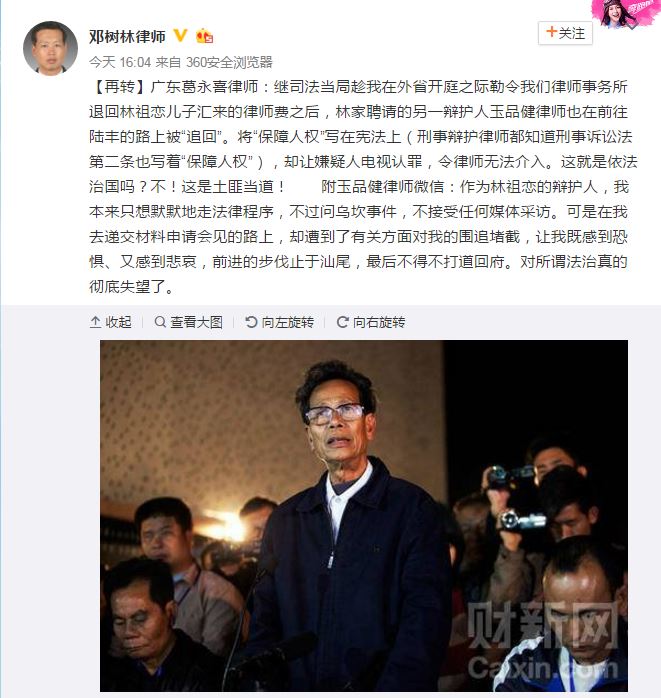 邓树林律师
+关注
今天 16:04 来自 360安全浏览器
【再转】广东葛永喜律师：继司法当局趁我在外省开庭之际勒令我们律师事务所
退回林祖恋儿子汇来的律师费之后，林家聘请的另一辩护人玉品健律师也在前往
陆丰的路上被“追回”。将“保障人权”写在宪法上（刑事辩护律师都知道刑事诉讼法
第二条也写着“保障人权”），却让嫌疑人电视认罪，令律师无法介入。这就是依法
治国吗？不！这是土匪当道！　　附玉品健律师微信：作为林祖恋的辩护人，我
本来只想默默地走法律程序，不过问乌坎事件，不接受任何媒体采访。可是在我
去递交材料申请会见的路上，却遭到了有关方面对我的围追堵截，让我既感到恐
惧、又感到悲哀，前进的步伐止于汕尾，最后不得不打道回府。对所谓法治真的
彻底失望了。
收起
查看大图
向左旋转
向右旋转
财新网
Caixin.com